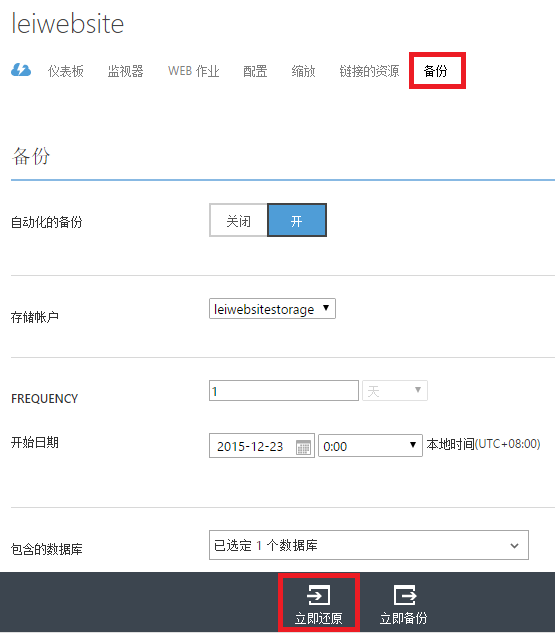 leiwebsite
仪表板 监视器 WEB 作业 配置 缩放 链接的资源 备份
备份
自动化的备份 关闭 开
存储帐户 leiwebsitestorage
FREQUENCY 1 天
开始日期 2015-12-23 0:00 本地时间(UTC+08:00)
包含的数据库 已选定 1 个数据库
立即还原 立即备份